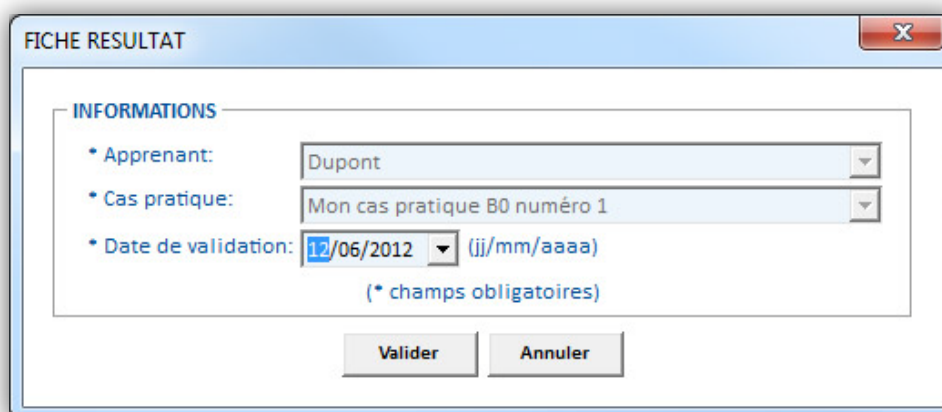 FICHE RESULTAT
x
INFORMATIONS
* Apprenant: Dupont
* Cas pratique: Mon cas pratique B0 numéro 1
* Date de validation: 12/06/2012 (jj/mm/aaaa)
(* champs obligatoires)
Valider Annuler